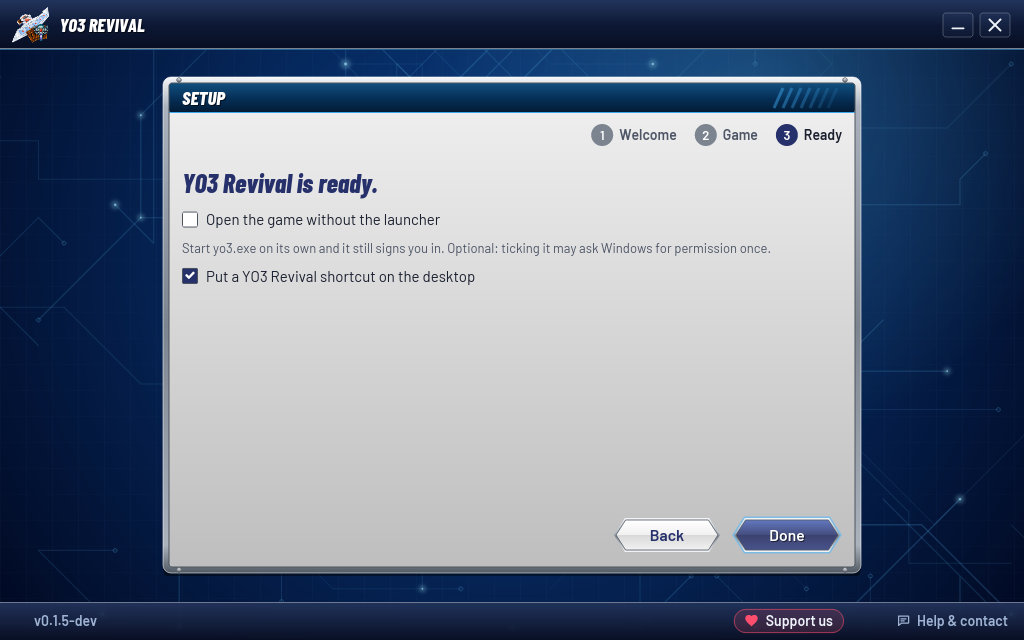 YO3 REVIVAL
SETUP
1 Welcome 2 Game 3 Ready
YO3 Revival is ready.
Open the game without the launcher
Start yo3.exe on its own and it still signs you in. Optional: ticking it may ask Windows for permission once.
Put a YO3 Revival shortcut on the desktop
Back Done
v0.1.5-dev Support us Help & contact